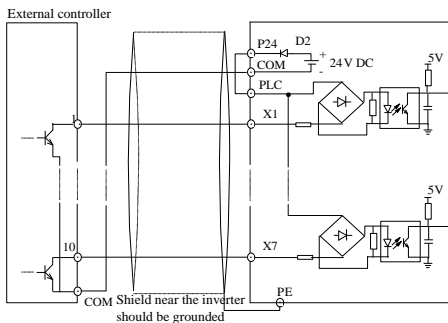 External controller
P24
D2
+
COM
24V DC
-
PLC
5V
1
X1
5V
10
X7
COM
Shield near the inverter
should be grounded
PE